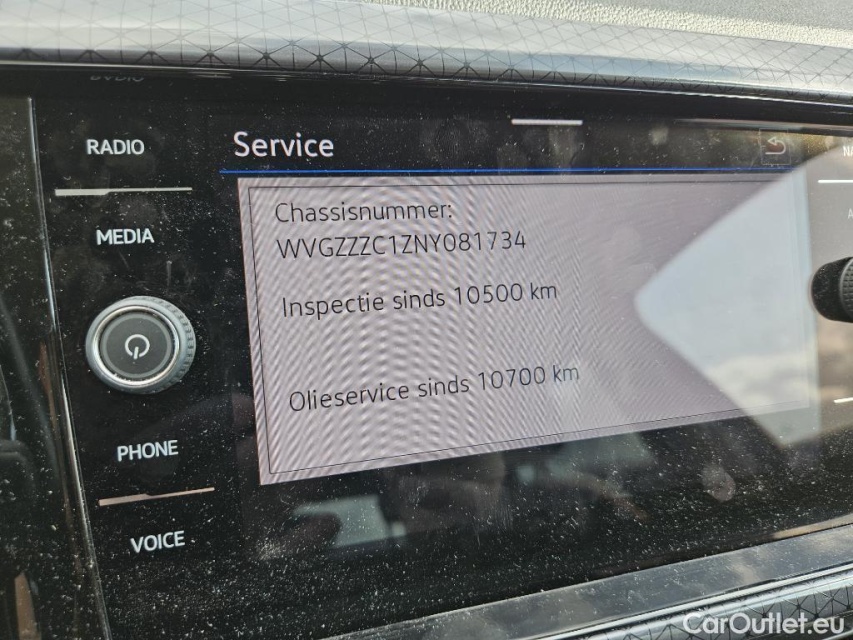 RADIO
Service
MEDIA
Chassisnummer:
WVGZZZC1ZNY081734
Inspectie sinds 10500 km
Olieservice sinds 10700 km
PHONE
VOICE
CarOutlet.eu